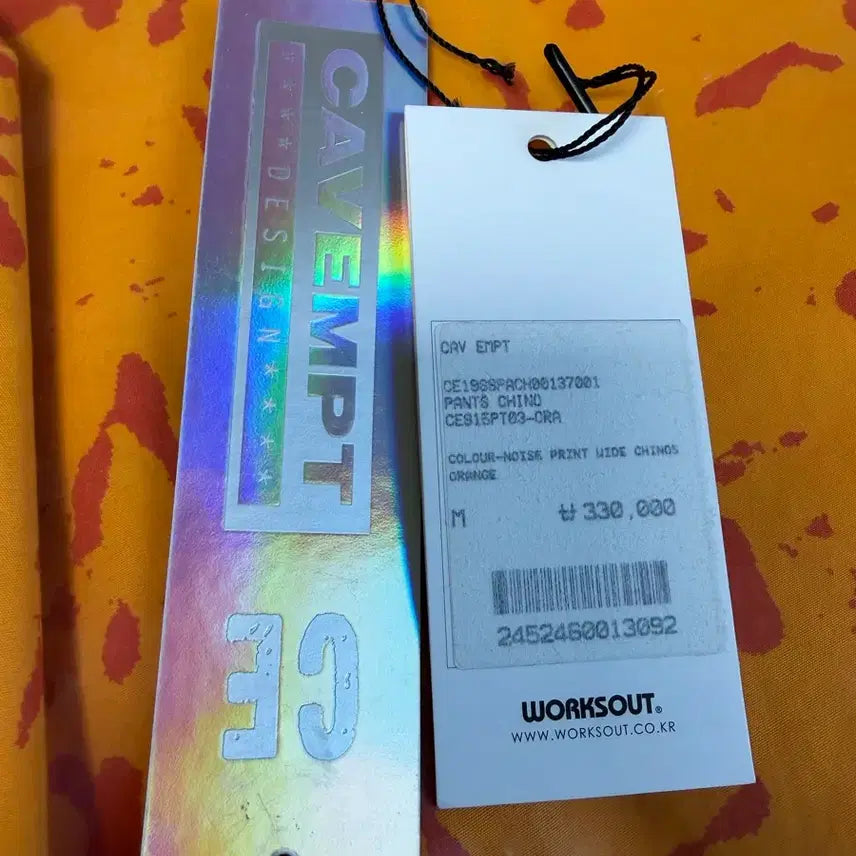 CAVEMPT
****DESIGN****
CE
CAV EMPT
CE19SSPACH00137001
PANTS CHINO
CES15PT03-ORA
COLOUR-NOISE PRINT WIDE CHINOS
ORANGE
M ₩330,000
2452460013092
WORKSOUT®
WWW.WORKSOUT.CO.KR